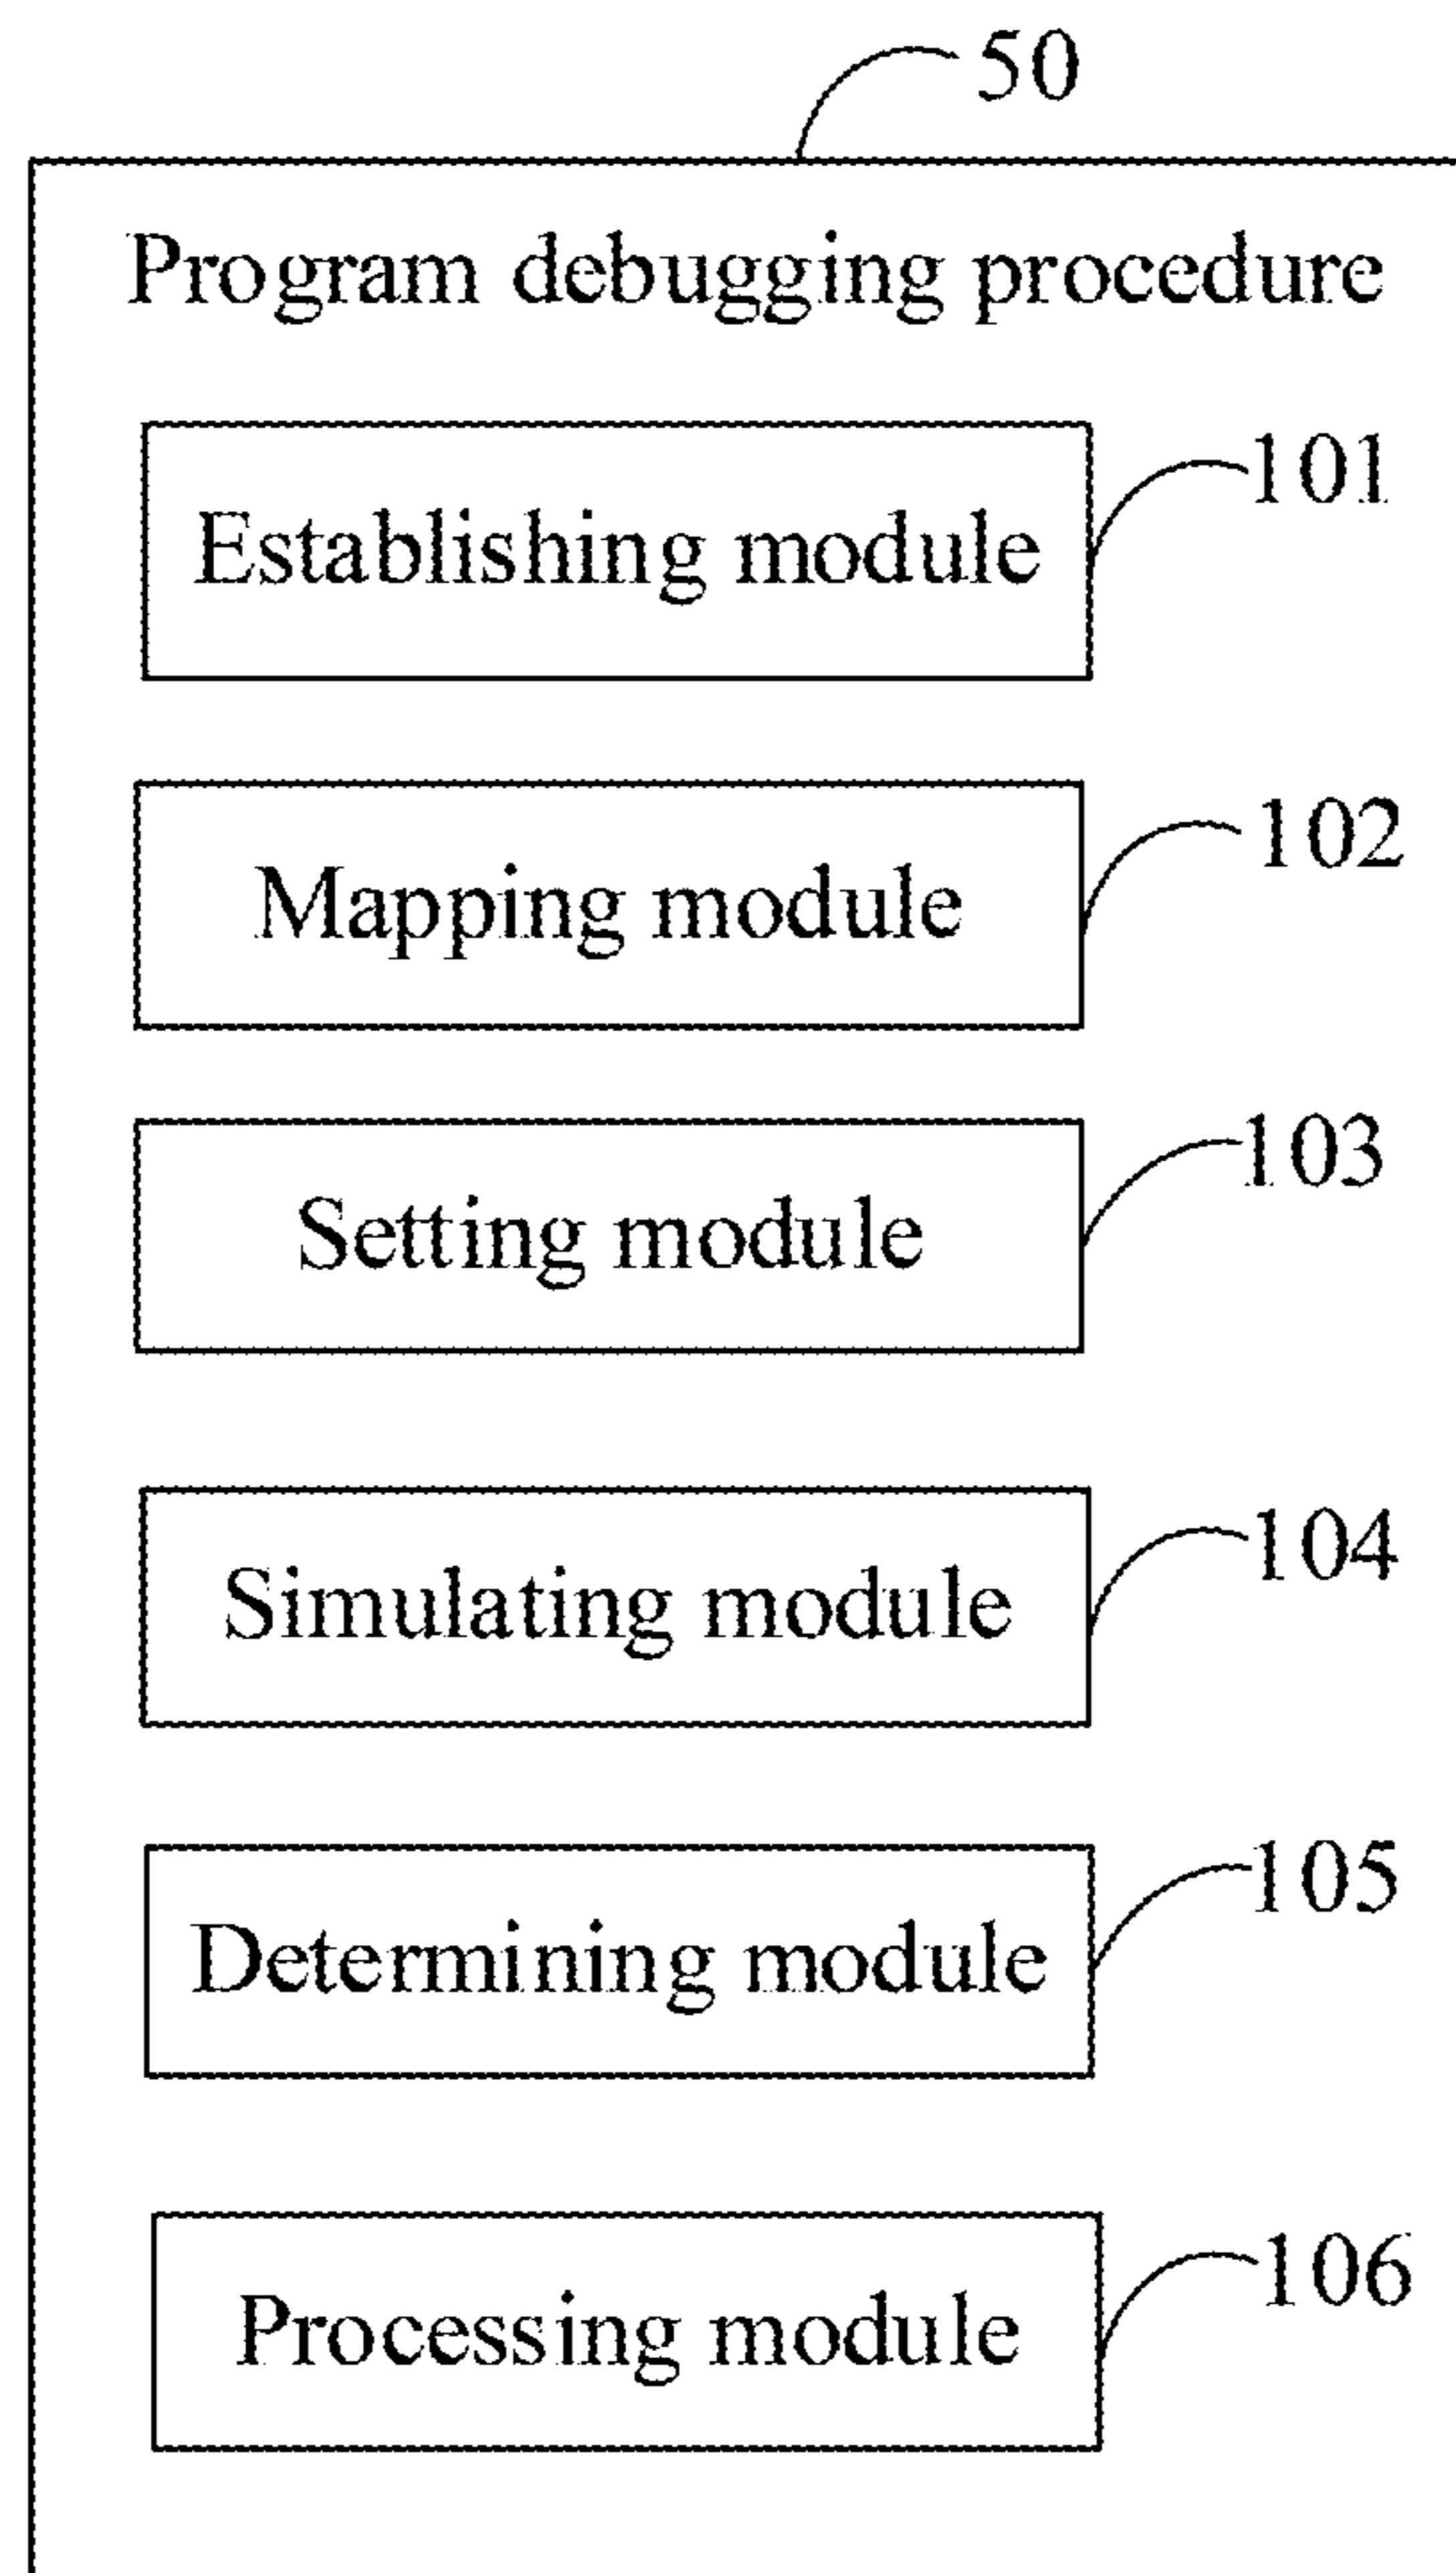 50
Program debugging procedure
Establishing module
101
Mapping module
102
Setting module
103
Simulating module
104
Determining module
105
Processing module
106